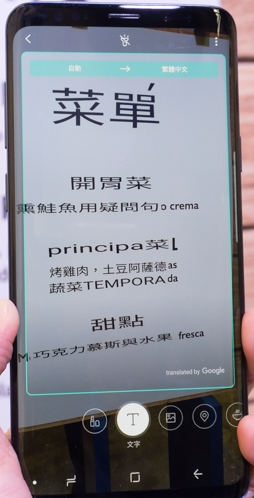 自動 → 繁體中文
菜單
開胃菜
熏鮭魚用疑問句o crema
principa菜l
烤雞肉，土豆阿薩德as
蔬菜TEMPORAda
甜點
巧克力慕斯與水果 fresca
translated by Google
T
文字